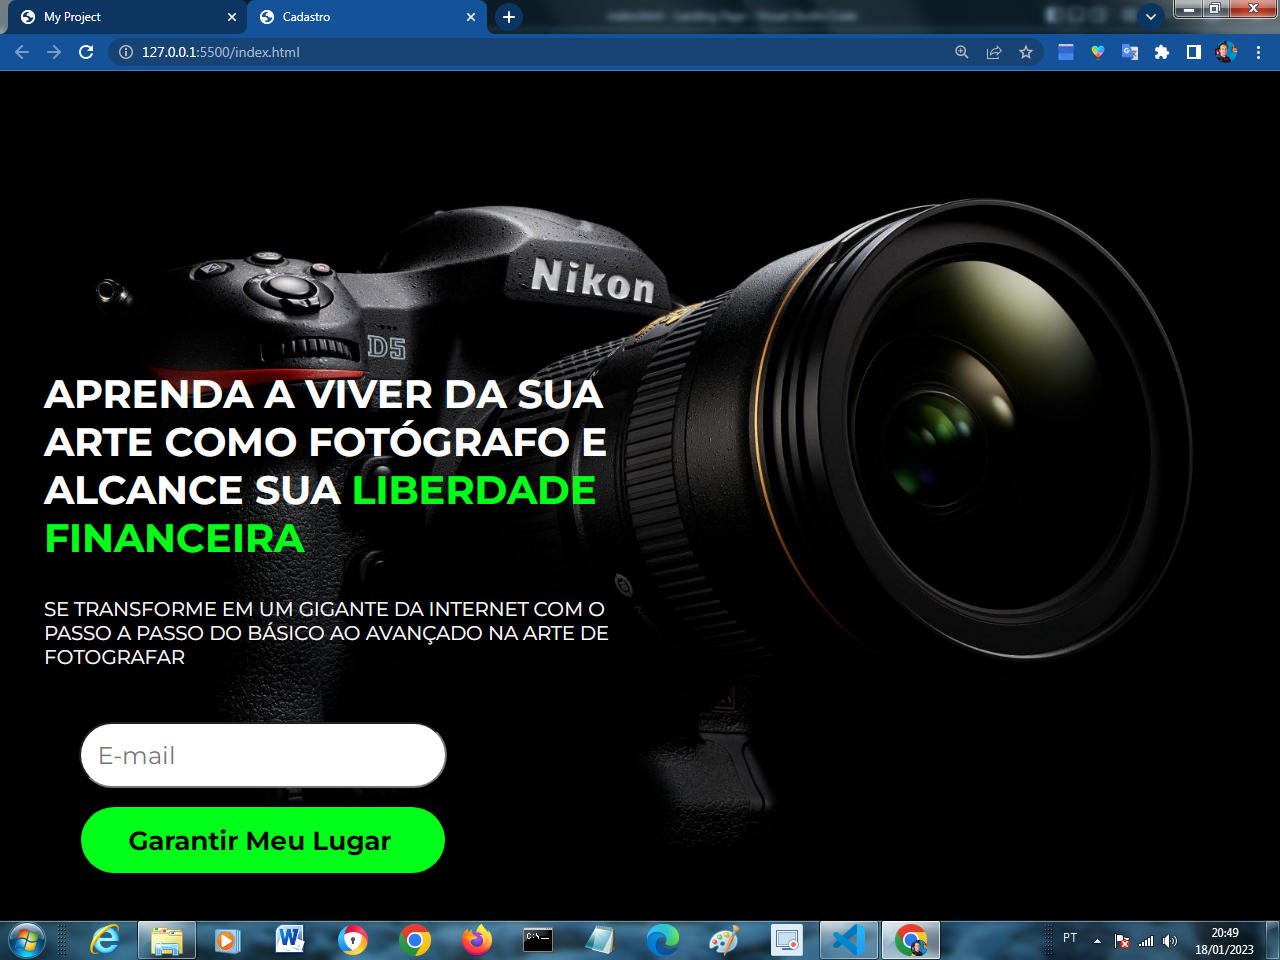 My Project
Cadastro
127.0.0.1:5500/index.html
Nikon
D5
APRENDA A VIVER DA SUA
ARTE COMO FOTÓGRAFO E
ALCANCE SUA LIBERDADE
FINANCEIRA
SE TRANSFORME EM UM GIGANTE DA INTERNET COM O
PASSO A PASSO DO BÁSICO AO AVANÇADO NA ARTE DE
FOTOGRAFAR
E-mail
Garantir Meu Lugar
PT
20:49
18/01/2023